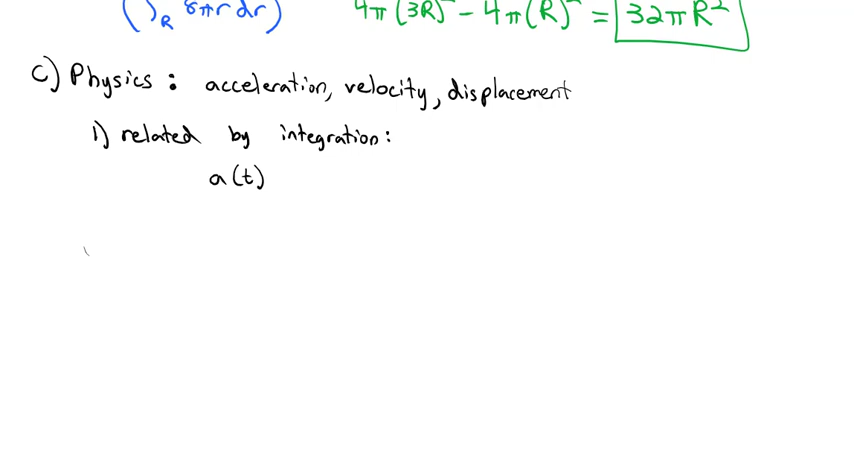 ( ∫_R 8πr dr)    4π(3R)² - 4π(R)² = 32πR²
c) Physics : acceleration, velocity, displacement
1) related by integration:
a(t)